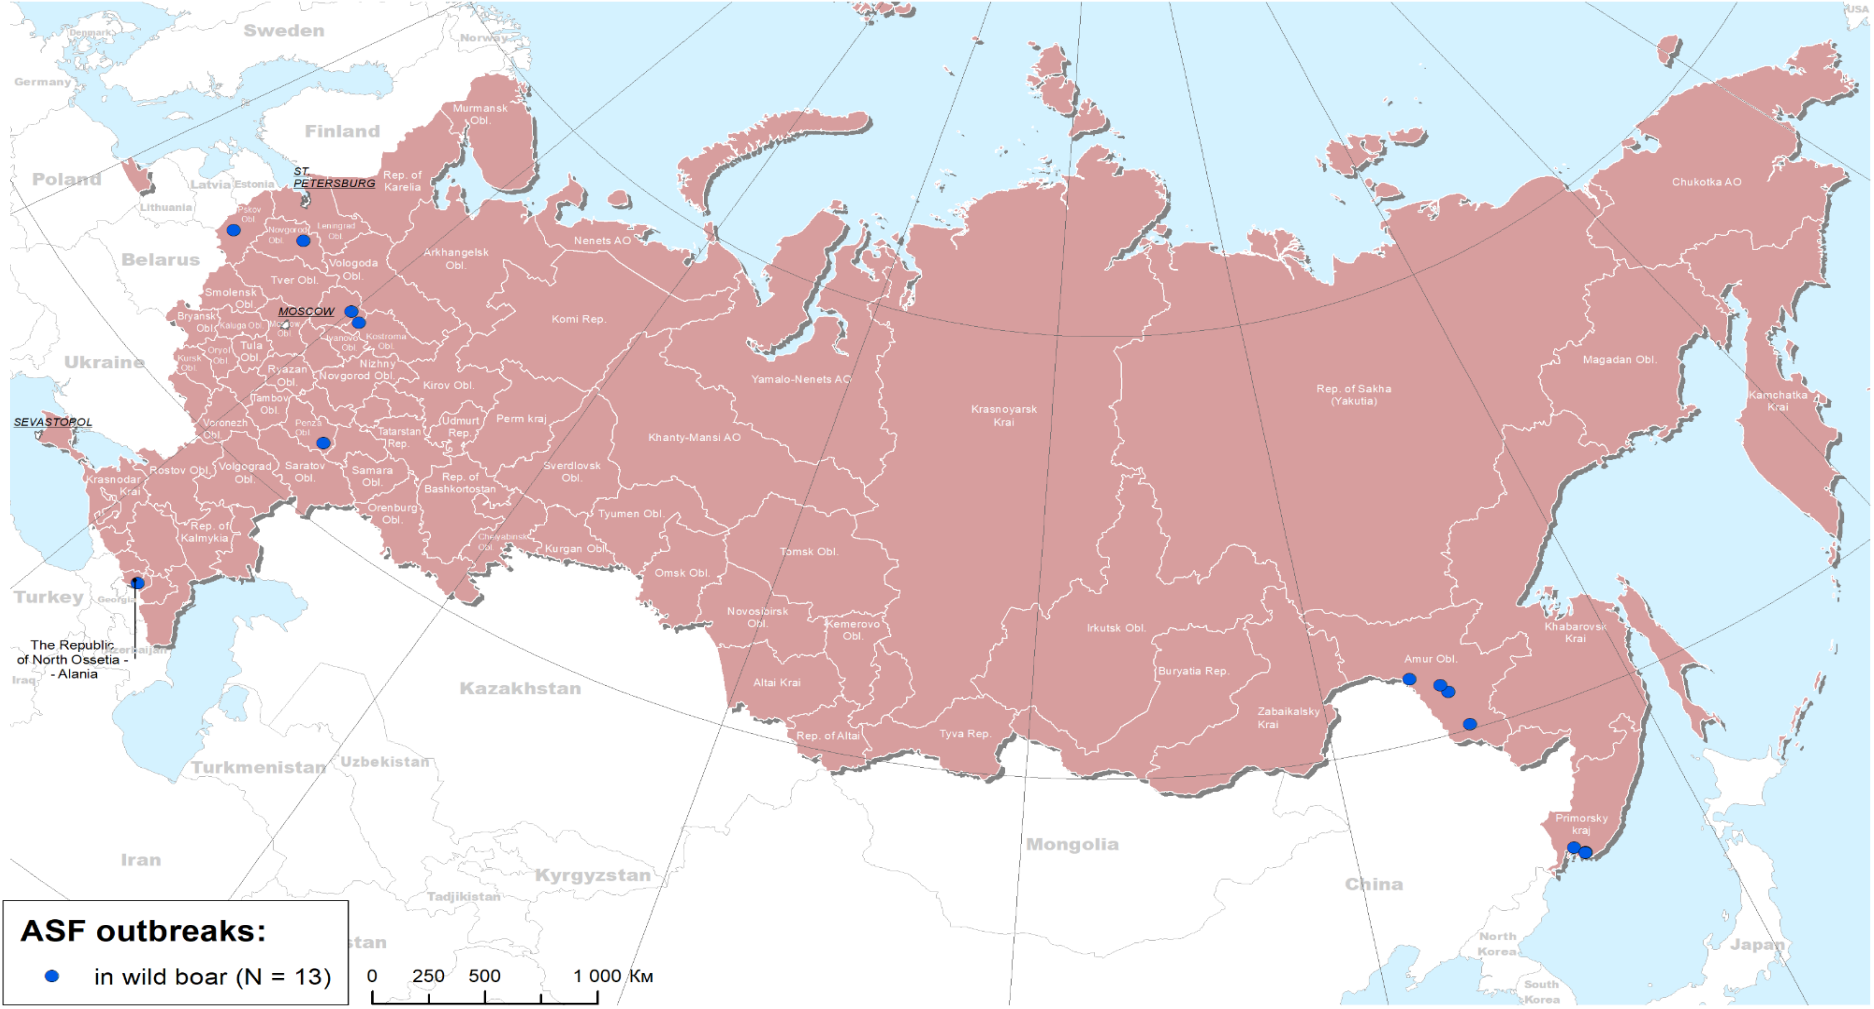 USA
Sweden
Norway
Denmark
Germany
Finland
Murmansk
Obl.
ST.
PETERSBURG
Rep. of
Karelia
Poland
Latvia
Estonia
Lithuania
Chukotka AO
Pskov
Obl.
Novgorod
Obl.
Leningrad
Obl.
Nenets AO
Arkhangelsk
Obl.
Belarus
Vologda
Obl.
Tver Obl.
Smolensk
Obl.
MOSCOW
Bryansk
Obl.
Kaluga Obl.
Moscow
Obl.
Komi Rep.
Ivanovo
Obl.
Kostroma
Obl.
Tula
Obl.
Oryol
Obl.
Kursk
Obl.
Ukraine
Ryazan
Obl.
Nizhny
Novgorod Obl.
Kirov Obl.
Yamalo-Nenets AO
Magadan Obl.
Rep. of Sakha
(Yakutia)
Kamchatka
Krai
Krasnoyarsk
Krai
Tambov
Obl.
SEVASTOPOL
Voronezh
Obl.
Penza
Obl.
Tatarstan
Rep.
Udmurt
Rep.
Perm kraj
Khanty-Mansi AO
Krasnodar
Krai
Rostov Obl.
Volgograd
Obl.
Saratov
Obl.
Samara
Obl.
Rep. of
Bashkortostan
Sverdlovsk
Obl.
Orenburg
Obl.
Tyumen Obl.
Rep. of
Kalmykia
Chelyabinsk
Obl.
Kurgan Obl.
Tomsk Obl.
Omsk Obl.
Turkey
Georgia
Novosibirsk
Obl.
Kemerovo
Obl.
Irkutsk Obl.
Khabarovsk
Krai
The Republic
of North Ossetia -
- Alania
Azerbaijan
Iraq
Amur Obl.
Buryatia Rep.
Altai Krai
Kazakhstan
Zabaikalsky
Krai
Rep. of Altai
Tyva Rep.
Turkmenistan
Uzbekistan
Primorsky
kraj
Mongolia
Iran
Kyrgyzstan
China
Tadjikistan
ASF outbreaks:
in wild boar (N = 13)
stan
0 250 500 1 000 Км
North
Korea
Japan
South
Korea